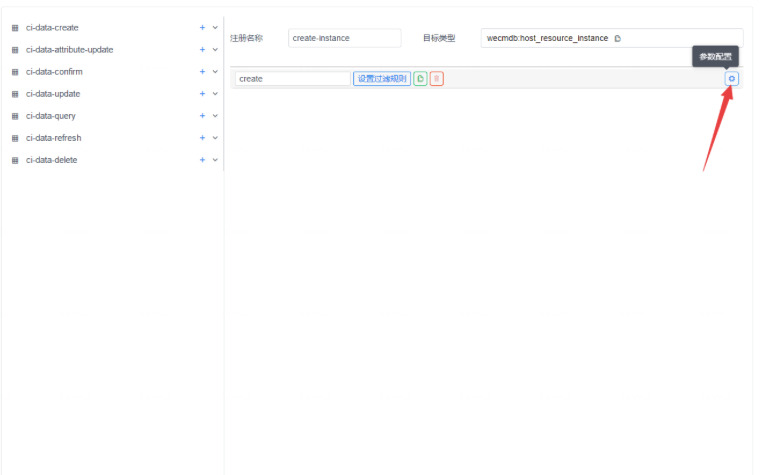 ci-data-create
ci-data-attribute-update
ci-data-confirm
ci-data-update
ci-data-query
ci-data-refresh
ci-data-delete
注册名称 create-instance 目标类型 wecmdb:host_resource_instance
参数配置
create 设置过滤规则